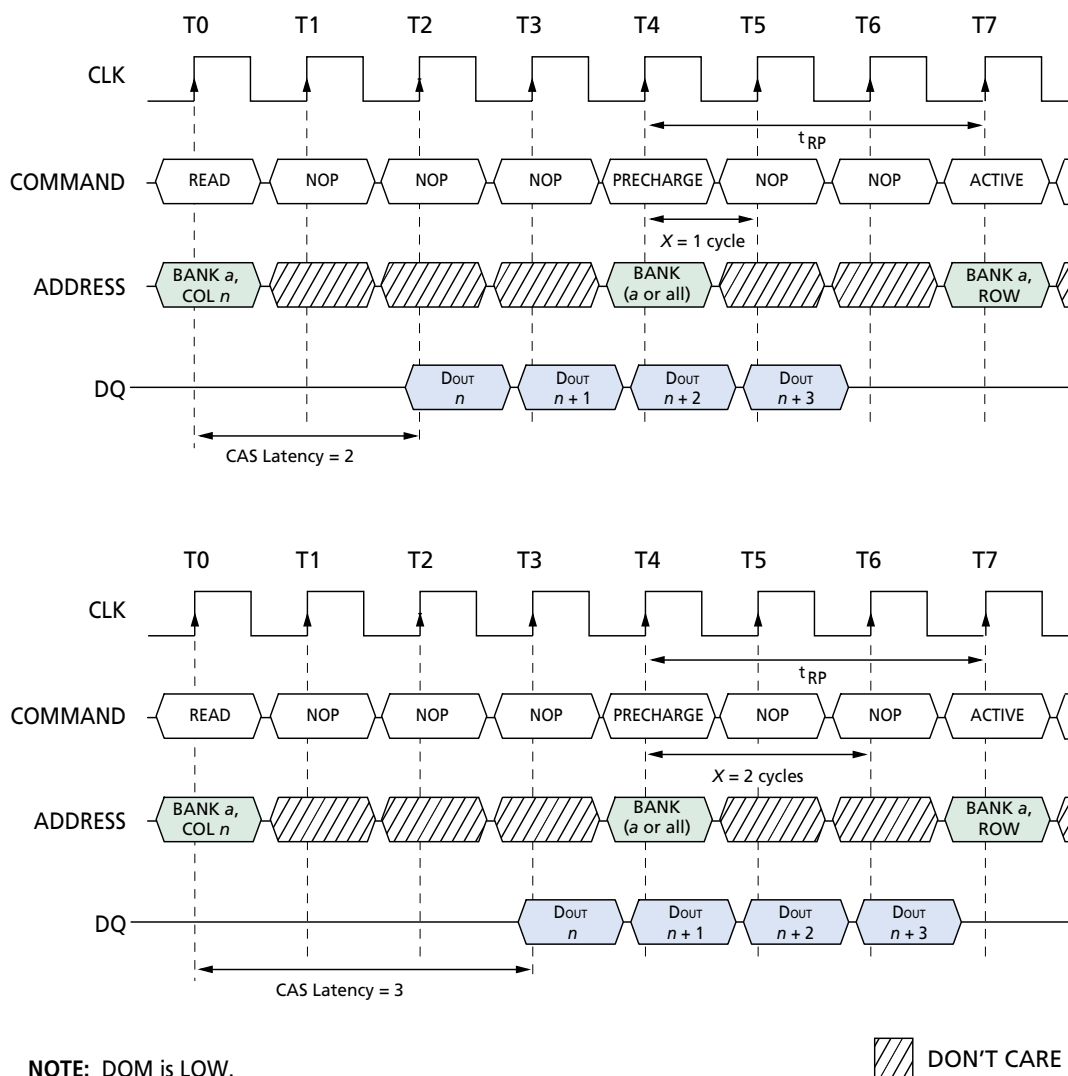 T0 T1 T2 T3 T4 T5 T6 T7
CLK
tRP
COMMAND READ NOP NOP NOP PRECHARGE NOP NOP ACTIVE
X = 1 cycle
ADDRESS BANK a, COL n BANK (a or all) BANK a, ROW
DQ DOUT n DOUT n + 1 DOUT n + 2 DOUT n + 3
CAS Latency = 2
T0 T1 T2 T3 T4 T5 T6 T7
CLK
tRP
COMMAND READ NOP NOP NOP PRECHARGE NOP NOP ACTIVE
X = 2 cycles
ADDRESS BANK a, COL n BANK (a or all) BANK a, ROW
DQ DOUT n DOUT n + 1 DOUT n + 2 DOUT n + 3
CAS Latency = 3
NOTE: DQM is LOW.
DON'T CARE